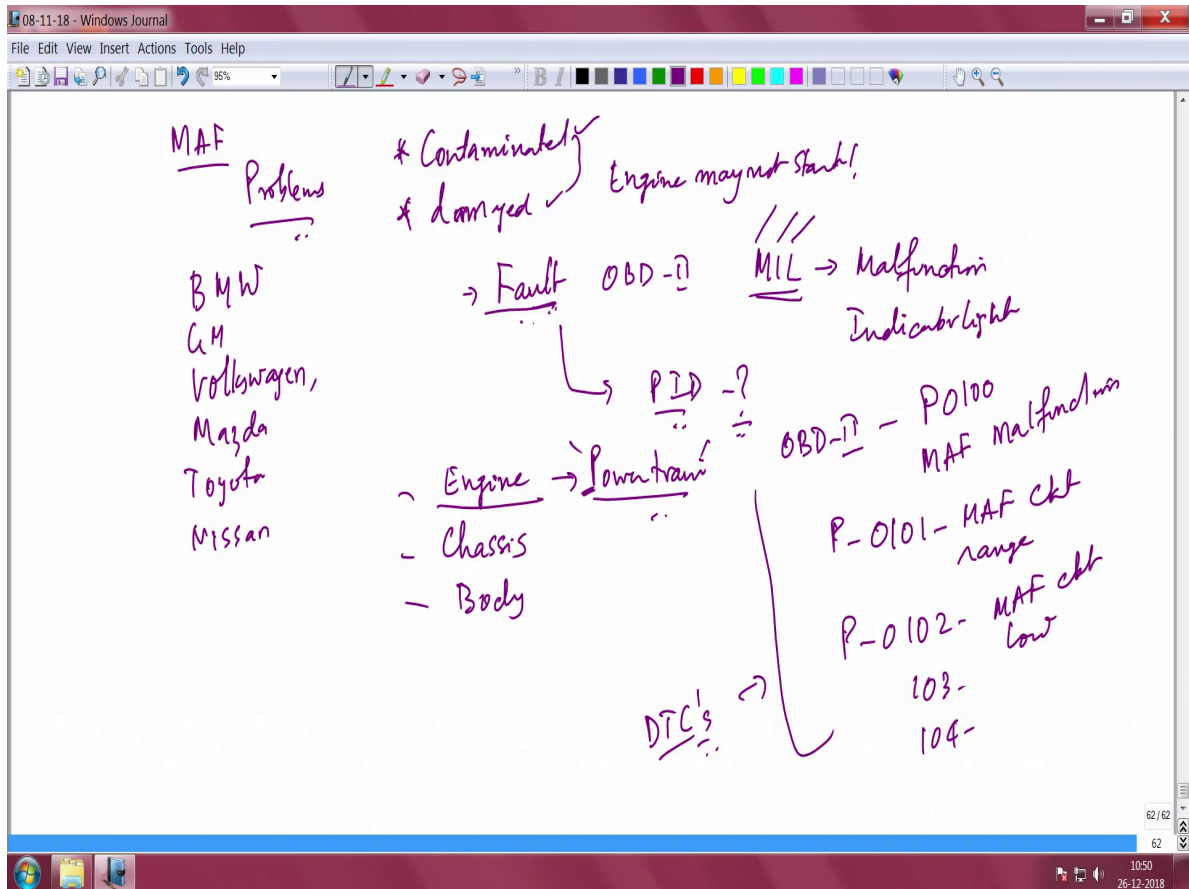 08-11-18 - Windows Journal
File Edit View Insert Actions Tools Help
95%
B I
MAF
Problems
* Contaminated
* damyed
Engine may not start!
BMW
GM
Volkswagen,
Mazda
Toyota
Nissan
→ Fault OBD-II
MIL → Malfunction
Indicator light
PID -?
OBD-II - P0100
MAF Malfunction
- Engine → 'Powertrain'
- Chassis
- Body
P-0101- MAF ckt
range
P-0102- MAF ckt
low
103-
104-
DTC's →
62/62
62
10:50
26-12-2018